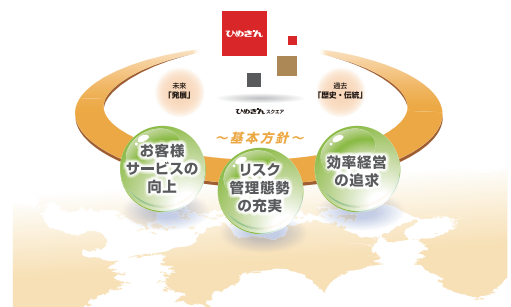 ひめぎん
未来
「発展」
過去
「歴史・伝統」
ひめぎんスクエア
～基本方針～
お客様
サービスの
向上
リスク
管理態勢
の充実
効率経営
の追求